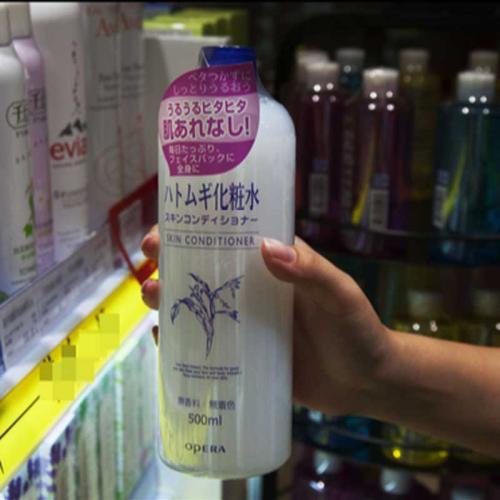 ベタつかずに
しっとりうるおう
うるうるヒタヒタ
肌あれなし!
毎日たっぷり、
フェイスパックに
全身に
ハトムギ化粧水
スキンコンディショナー
SKIN CONDITIONER
無香料 無着色
500ml
OPERA
evia